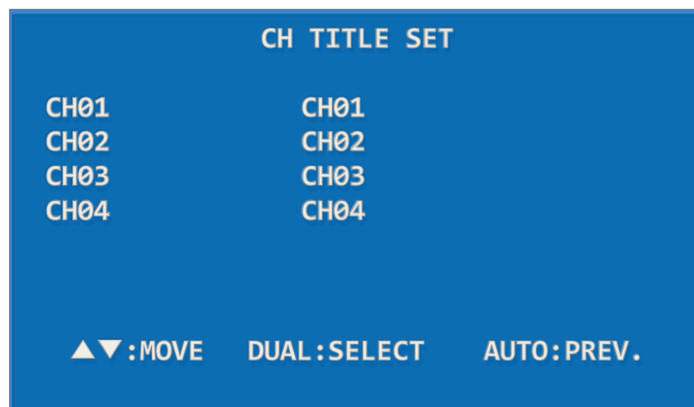 CH TITLE SET
CH01 CH01
CH02 CH02
CH03 CH03
CH04 CH04
▲▼:MOVE DUAL:SELECT AUTO:PREV.